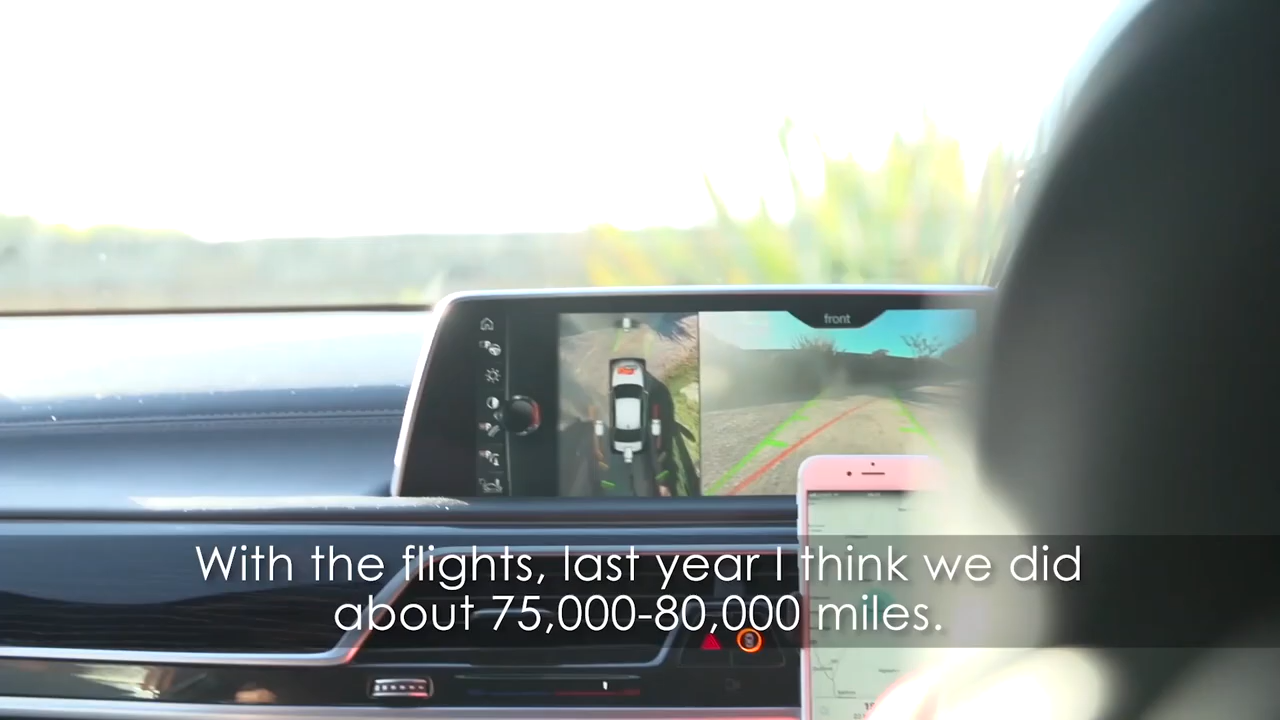 front
With the flights, last year I think we did
about 75,000-80,000 miles.